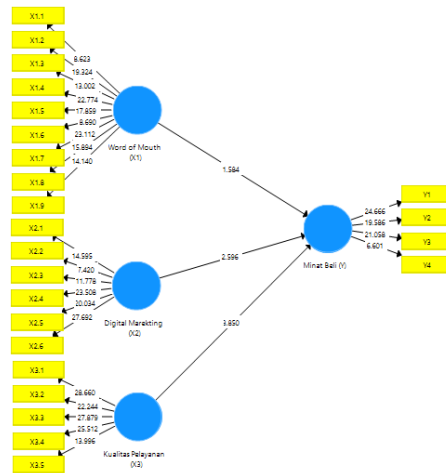 X1.1
X1.2
X1.3
X1.4
X1.5
X1.6
X1.7
X1.8
X1.9
8.623
19.324
13.002
22.774
17.859
8.690
23.112
15.894
14.140
Word of Mouth
(X1)
1.584
X2.1
X2.2
X2.3
X2.4
X2.5
X2.6
14.595
7.420
11.778
23.508
20.034
27.692
Digital Marekting
(X2)
2.596
X3.1
X3.2
X3.3
X3.4
X3.5
28.660
22.244
27.879
25.512
13.996
Kualitas Pelayanan
(X3)
3.850
Minat Beli (Y)
24.666
19.586
21.058
6.601
Y1
Y2
Y3
Y4